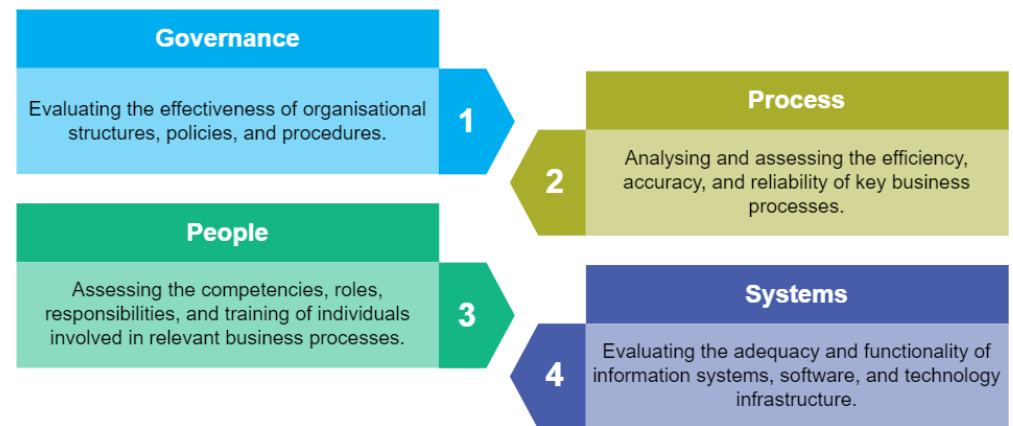 Governance
Evaluating the effectiveness of organisational
structures, policies, and procedures.
1
Process
Analysing and assessing the efficiency,
accuracy, and reliability of key business
processes.
2
People
Assessing the competencies, roles,
responsibilities, and training of individuals
involved in relevant business processes.
3
Systems
Evaluating the adequacy and functionality of
information systems, software, and technology
infrastructure.
4